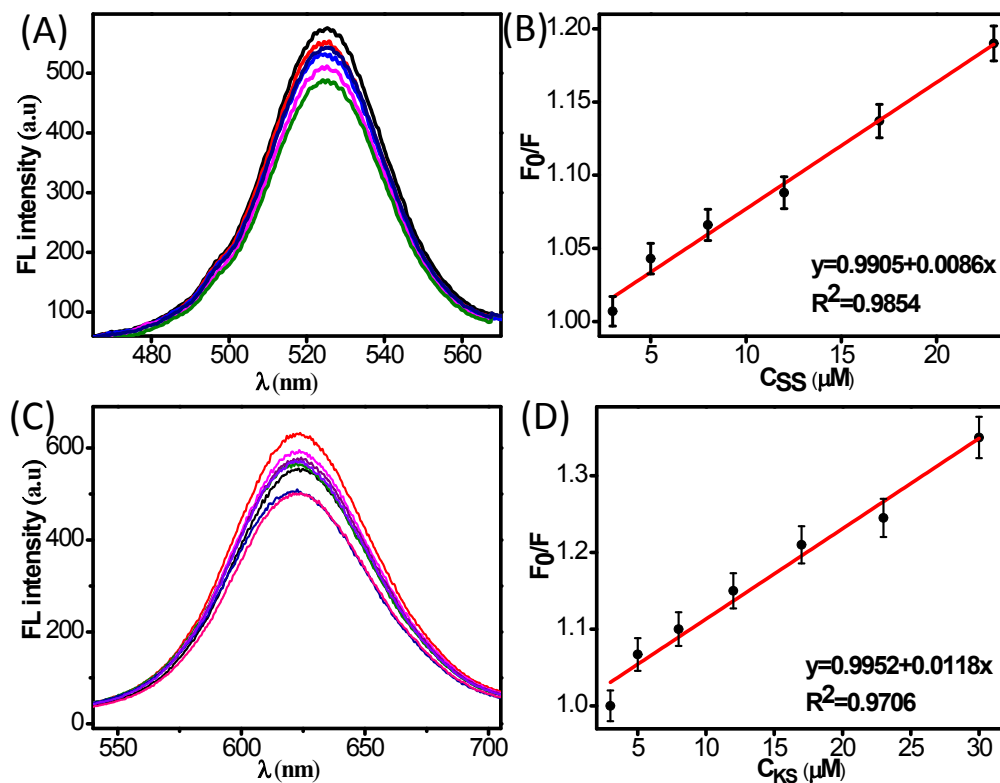 (A)
FL intensity (a.u)
500
400
300
200
100
480 500 520 540 560
λ (nm)
(B)
F0/F
1.20
1.15
1.10
1.05
1.00
y=0.9905+0.0086x
R2=0.9854
5 10 15 20
CSS (μM)
(C)
FL intensity (a.u)
600
400
200
0
550 600 650 700
λ (nm)
(D)
F0/F
1.3
1.2
1.1
1.0
y=0.9952+0.0118x
R2=0.9706
5 10 15 20 25 30
CKS (μM)